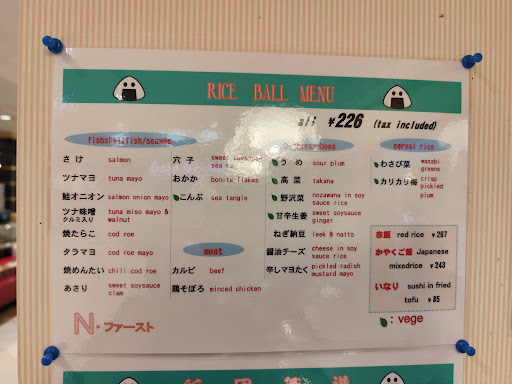 RICE BALL MENU
all ¥226 (tax included)
cereal rice
さけ salmon
ツナマヨ tuna mayo
鮭オニオン salmon onion mayo
ツナ味噌 tuna miso mayo &
クルミ入り walnut
焼たらこ cod roe
タラマヨ cod roe mayo
焼めんたい chili cod roe
あさり sweet soysauce
clam
穴子 sweet soysauce
sea
おかか bonito flakes
こんぶ sea tangle
meat
カルビ beef
鶏そぼろ minced chicken
うめ sour plum
高菜 takana
野沢菜 nozawana in soy
sauce rice
甘辛生姜 sweet soysauce
ginger
ねぎ納豆 leek & natto
醤油チーズ cheese in soy
sauce rice
辛しマヨたく pickled radish
mustard mayo
わさび菜 wasabi
greens
カリカリ梅 crisp
pickled
plum
赤飯 red rice ¥267
かやくご飯 Japanese
mixedrice ¥243
いなり sushi in fried
tofu ¥85
: vege
N・ファースト